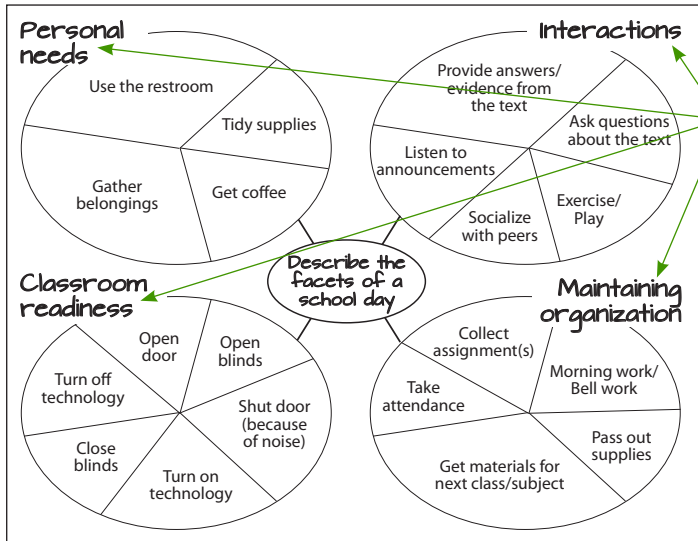 Personal
needs
Use the restroom
Tidy supplies
Gather
belongings
Get coffee
Interactions
Provide answers/
evidence from
the text
Ask questions
about the text
Listen to
announcements
Socialize
with peers
Exercise/
Play
Describe the
facets of a
school day
Classroom
readiness
Open
door
Open
blinds
Turn off
technology
Shut door
(because
of noise)
Close
blinds
Turn on
technology
Maintaining
organization
Collect
assignment(s)
Morning work/
Bell work
Take
attendance
Pass out
supplies
Get materials for
next class/subject